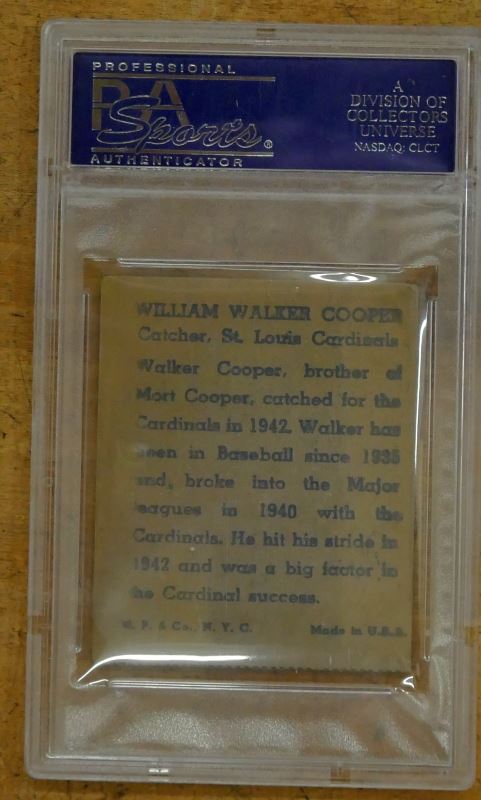 PROFESSIONAL
PSA
Sports®
AUTHENTICATOR
A
DIVISION OF
COLLECTORS
UNIVERSE
NASDAQ: CLCT
WILLIAM WALKER COOPER
Catcher, St. Louis Cardinals
Walker Cooper, brother of
Mort Cooper, catched for the
Cardinals in 1942. Walker has
been in Baseball since 1935
and, broke into the Major
leagues in 1940 with the
Cardinals. He hit his stride in
1942 and was a big factor in
the Cardinal success.
P. & Co., N. Y. C. Made in U.S.A.